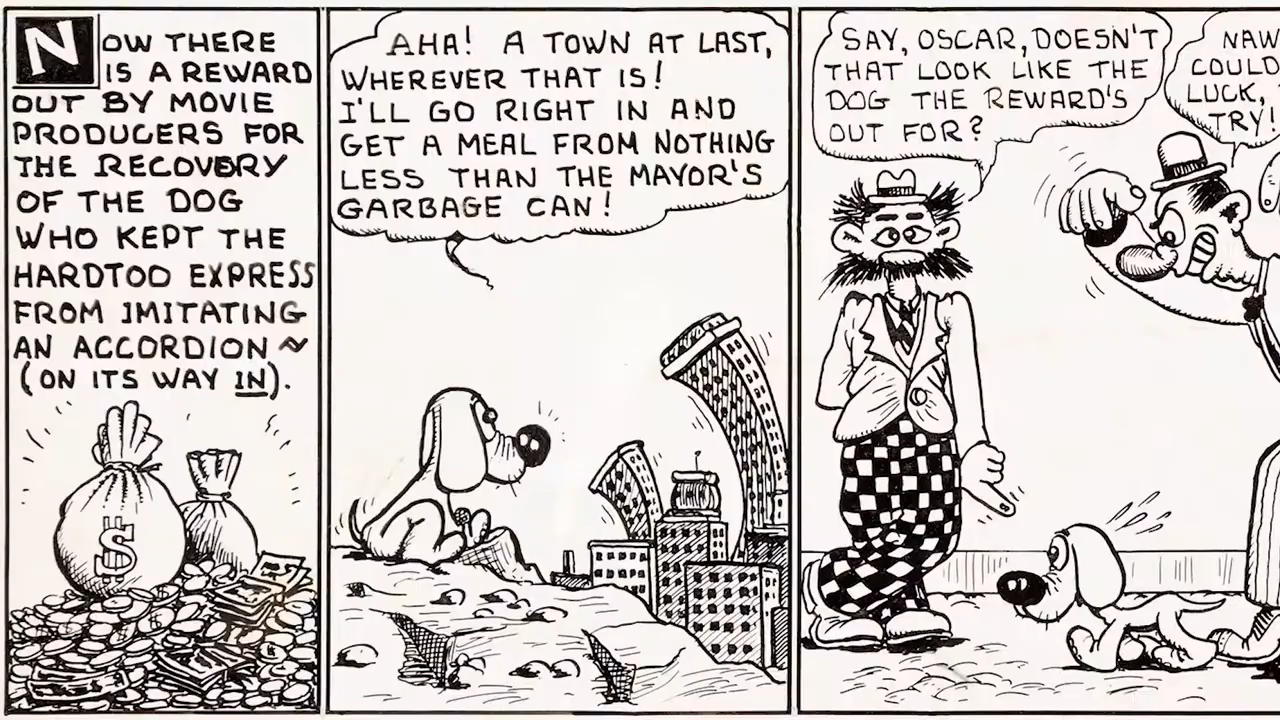 NOW THERE
IS A REWARD
OUT BY MOVIE
PRODUCERS FOR
THE RECOVERY
OF THE DOG
WHO KEPT THE
HARDTOO EXPRESS
FROM IMITATING
AN ACCORDION ~
(ON ITS WAY IN).
$
$
AHA! A TOWN AT LAST,
WHEREVER THAT IS!
I'LL GO RIGHT IN AND
GET A MEAL FROM NOTHING
LESS THAN THE MAYOR'S
GARBAGE CAN!
SAY, OSCAR, DOESN'T
THAT LOOK LIKE THE
DOG THE REWARD'S
OUT FOR?
NAW
COULD
LUCK,
TRY!